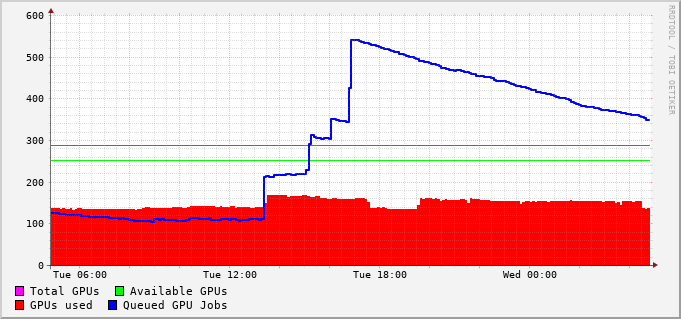 600
500
400
300
200
100
0
Tue 06:00 Tue 12:00 Tue 18:00 Wed 00:00
Total GPUs Available GPUs
GPUs used Queued GPU Jobs
RRDTOOL / TOBI OETIKER